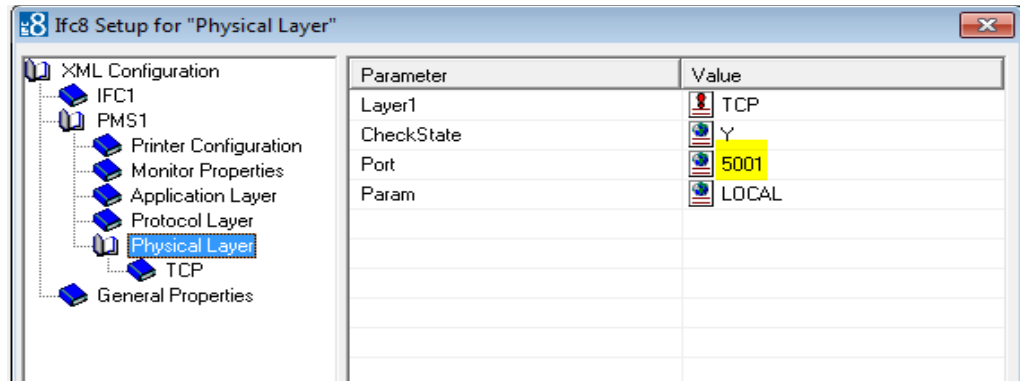 Ifc8 Setup for "Physical Layer"
XML Configuration
IFC1
PMS1
Printer Configuration
Monitor Properties
Application Layer
Protocol Layer
Physical Layer
TCP
General Properties
Parameter Value
Layer1 TCP
CheckState Y
Port 5001
Param LOCAL